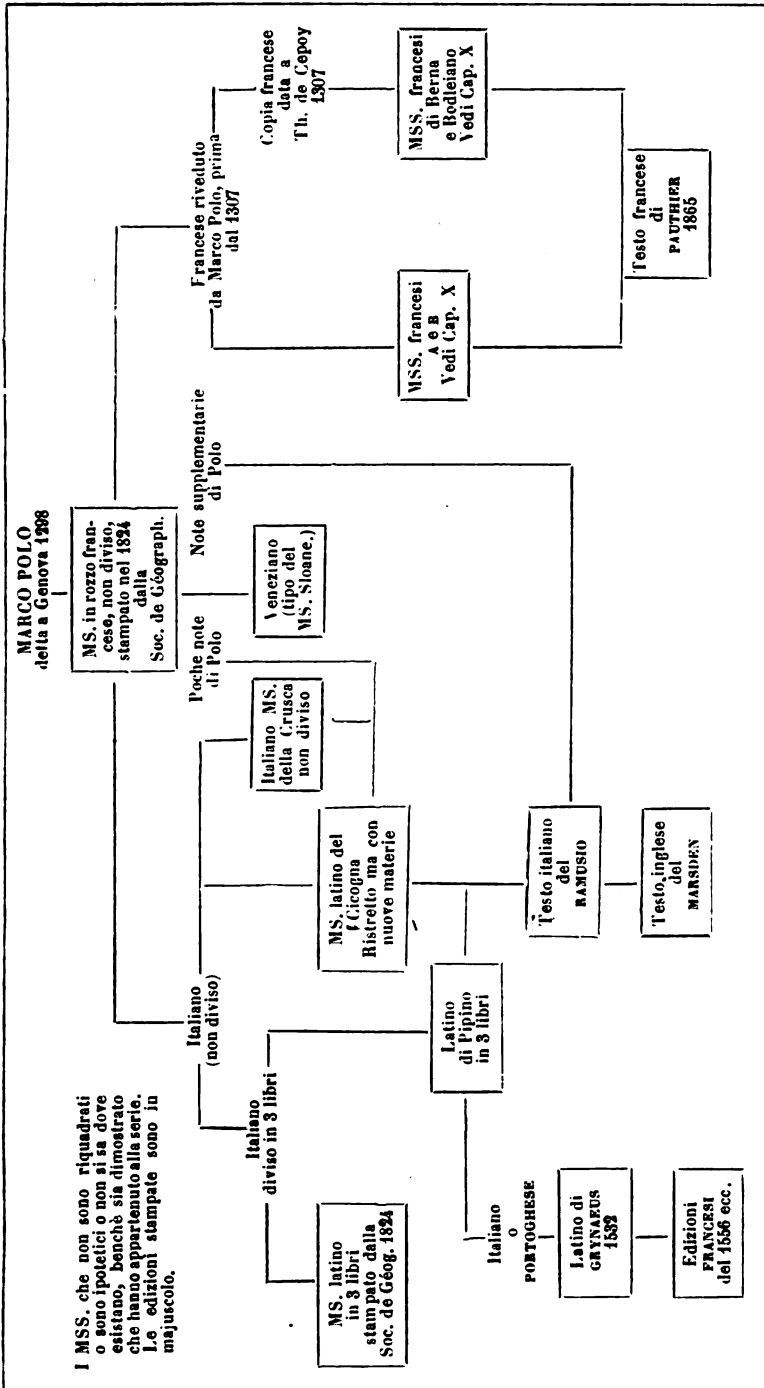 MARCO POLO
detta a Genova 1298
I MSS. che non sono riquadrati
o sono ipotetici o non si sa dove
esistano, benchè sia dimostrato
che hanno appartenuto alla serie.
Le edizioni stampate sono in
majuscolo.
MS. in rozzo fran-
cese, non diviso,
stampato nel 1824
dalla
Soc. de Géograph.
Italiano
(non diviso)
Poche note
di Polo
Note supplementarie
di Polo
Francese riveduto
da Marco Polo, prima
dal 1307
Italiano
diviso in 3 libri
Italiano MS.
della Crusca
non diviso
Veneziano
(tipo del
MS. Sloane.)
Copia francese
data a
Th. de Cepoy
1307
MS. latino
in 3 libri
stampato dalla
Soc. de Géog. 1824
MS. latino del
Cicogna
Ristretto ma con
nuove materie
MSS. francesi
A e B
Vedi Cap. X
MSS. francesi
di Berna
e Bodleiano
Vedi Cap. X
Latino
di Pipino
in 3 libri
Italiano
o
PORTOGHESE
Testo italiano
del
RAMUSIO
Testo francese
di
PAUTHIER
1865
Latino di
GRYNAEUS
1532
Testo inglese
del
MARSDEN
Edizioni
FRANCESI
del 1556 ecc.